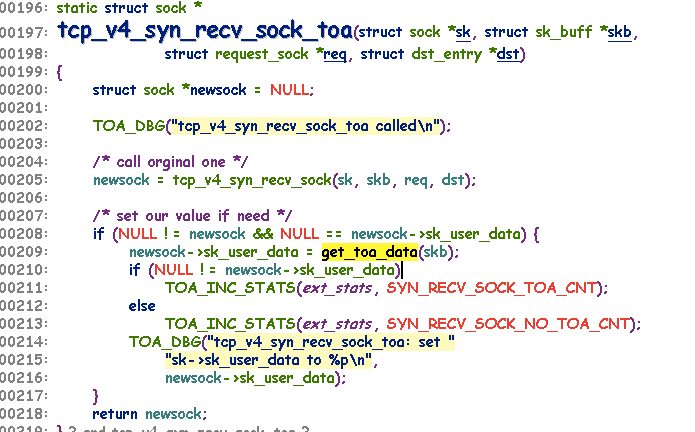 00196: static struct sock *
00197: tcp_v4_syn_recv_sock_toa(struct sock *sk, struct sk_buff *skb,
00198: struct request_sock *req, struct dst_entry *dst)
00199: {
00200: struct sock *newsock = NULL;
00201:
00202: TOA_DBG("tcp_v4_syn_recv_sock_toa called\n");
00203:
00204: /* call orginal one */
00205: newsock = tcp_v4_syn_recv_sock(sk, skb, req, dst);
00206:
00207: /* set our value if need */
00208: if (NULL != newsock && NULL == newsock->sk_user_data) {
00209: newsock->sk_user_data = get_toa_data(skb);
00210: if (NULL != newsock->sk_user_data)
00211: TOA_INC_STATS(ext_stats, SYN_RECV_SOCK_TOA_CNT);
00212: else
00213: TOA_INC_STATS(ext_stats, SYN_RECV_SOCK_NO_TOA_CNT);
00214: TOA_DBG("tcp_v4_syn_recv_sock_toa: set "
00215: "sk->sk_user_data to %p\n",
00216: newsock->sk_user_data);
00217: }
00218: return newsock;